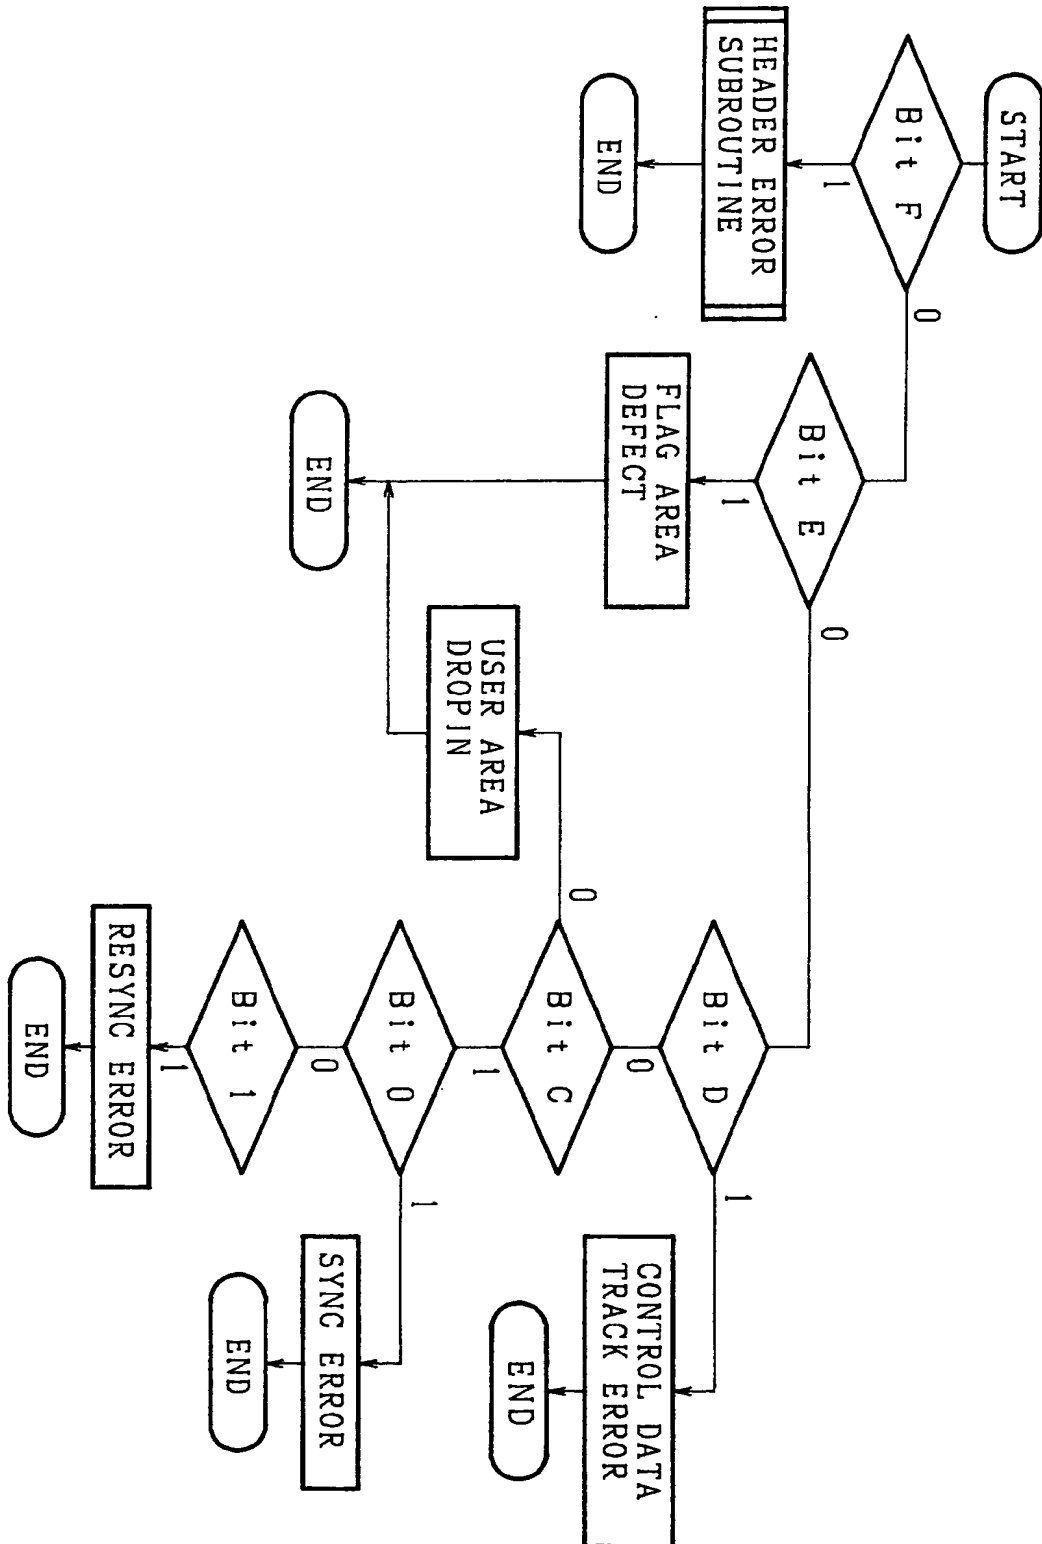 START
Bit F
0
1
HEADER ERROR
SUBROUTINE
END
Bit E
0
1
FLAG AREA
DEFECT
END
Bit D
1
0
CONTROL DATA
TRACK ERROR
END
Bit C
0
1
USER AREA
DROPIN
Bit 0
1
0
SYNC ERROR
END
Bit 1
1
RESYNC ERROR
END